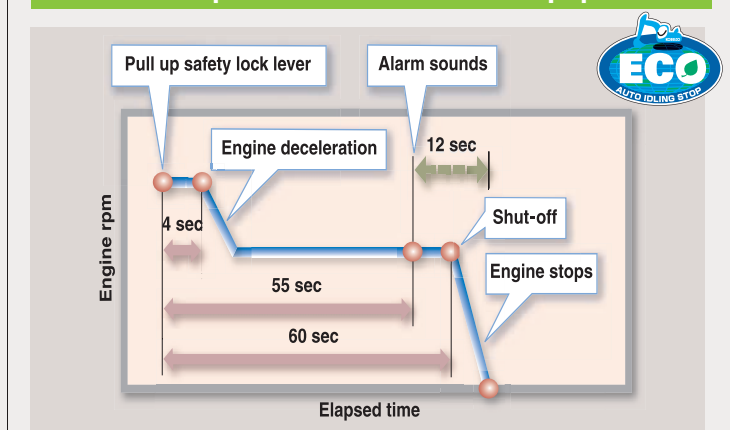 Pull up safety lock lever
Alarm sounds
ECO
AUTO IDLING STOP
Engine deceleration
12 sec
4 sec
Shut-off
Engine rpm
Engine stops
55 sec
60 sec
Elapsed time